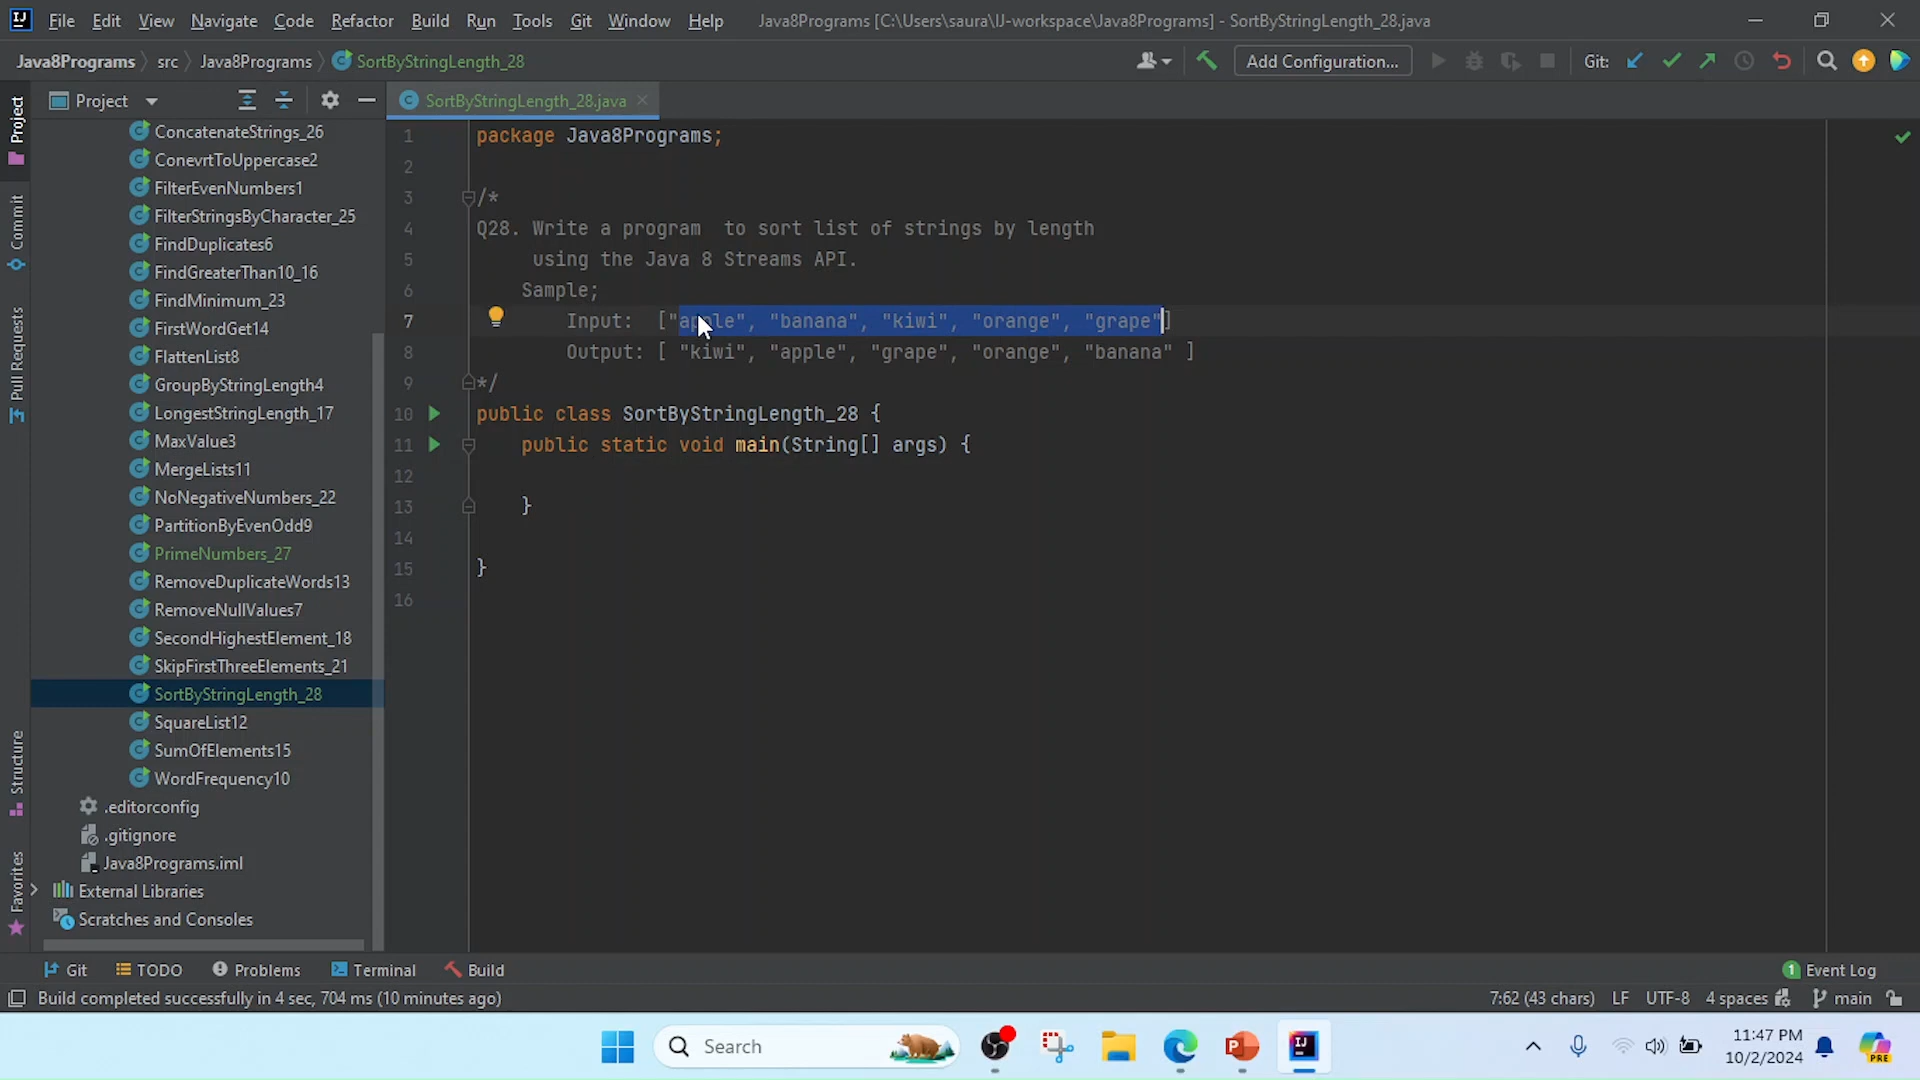 File Edit View Navigate Code Refactor Build Run Tools Git Window Help Java8Programs [C:\Users\saura\IJ-workspace\Java8Programs] - SortByStringLength_28.java
Java8Programs src Java8Programs SortByStringLength_28 Add Configuration... Git:
Project SortByStringLength_28.java
Project
Commit
Pull Requests
Structure
Favorites
ConcatenateStrings_26
ConevrtToUppercase2
FilterEvenNumbers1
FilterStringsByCharacter_25
FindDuplicates6
FindGreaterThan10_16
FindMinimum_23
FirstWordGet14
FlattenList8
GroupByStringLength4
LongestStringLength_17
MaxValue3
MergeLists11
NoNegativeNumbers_22
PartitionByEvenOdd9
PrimeNumbers_27
RemoveDuplicateWords13
RemoveNullValues7
SecondHighestElement_18
SkipFirstThreeElements_21
SortByStringLength_28
SquareList12
SumOfElements15
WordFrequency10
.editorconfig
.gitignore
Java8Programs.iml
External Libraries
Scratches and Consoles
1 package Java8Programs;
2
3 /*
4 Q28. Write a program  to sort list of strings by length
5 using the Java 8 Streams API.
6 Sample;
7 Input:  ["apple", "banana", "kiwi", "orange", "grape"]
8 Output: [ "kiwi", "apple", "grape", "orange", "banana" ]
9 */
10 public class SortByStringLength_28 {
11 public static void main(String[] args) {
12
13 }
14
15 }
16
Git TODO Problems Terminal Build 1 Event Log
Build completed successfully in 4 sec, 704 ms (10 minutes ago) 7:62 (43 chars) LF UTF-8 4 spaces main
Search 11:47 PM
10/2/2024
PRE